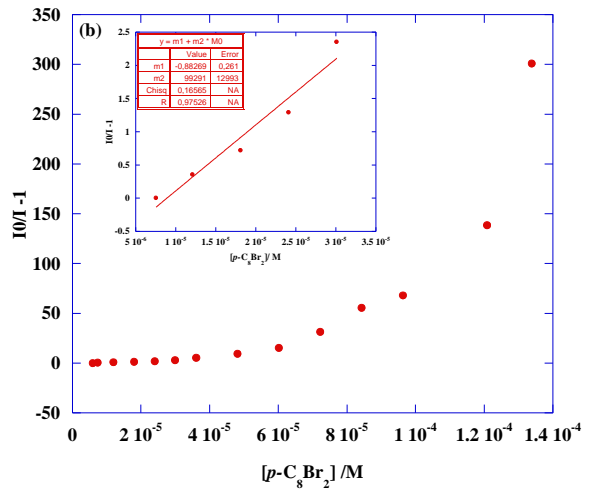 (b)
I0/I -1
350
300
250
200
150
100
50
0
-50
0
2 10⁻⁵
4 10⁻⁵
6 10⁻⁵
8 10⁻⁵
1 10⁻⁴
1.2 10⁻⁴
1.4 10⁻⁴
[p-C₈Br₂] /M
I0/I -1
2.5
2
1.5
1
0.5
0
-0.5
5 10⁻⁶
1 10⁻⁵
1.5 10⁻⁵
2 10⁻⁵
2.5 10⁻⁵
3 10⁻⁵
3.5 10⁻⁵
[p-C₈Br₂]/ M
y = m1 + m2 * M0
Value Error
m1 -0,88269 0,261
m2 99291 12993
Chisq 0,16565 NA
R 0,97526 NA